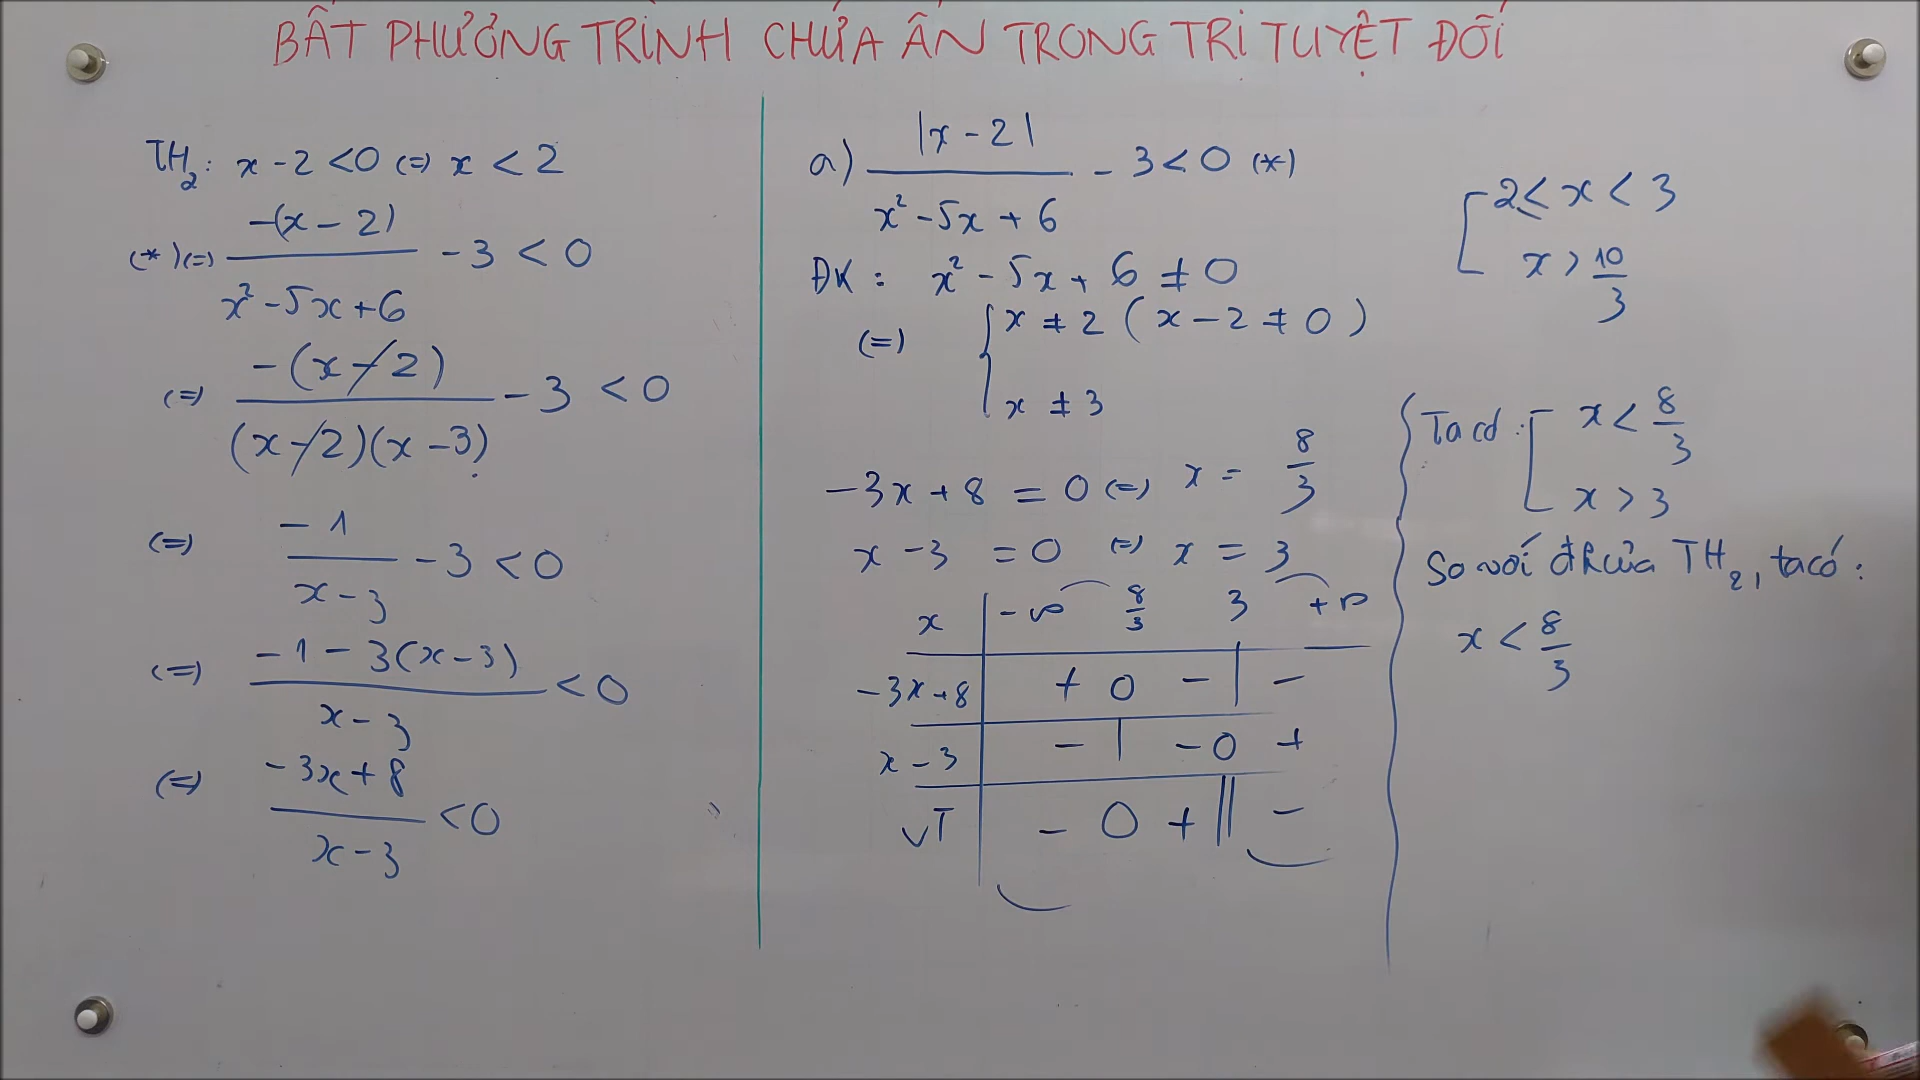 BẤT PHƯƠNG TRÌNH CHỨA ẨN TRONG TRỊ TUYỆT ĐỐI
TH₂: x - 2 < 0 (=) x < 2
(*) (=) -(x - 2) / x² - 5x + 6 - 3 < 0
(=) -(x - 2) / (x - 2)(x - 3) - 3 < 0
(=) -1 / x - 3 - 3 < 0
(=) -1 - 3(x - 3) / x - 3 < 0
(=) -3x + 8 / x - 3 < 0
a) |x - 2| / x² - 5x + 6 - 3 < 0 (*)
ĐK : x² - 5x + 6 ≠ 0
(=) { x ≠ 2 ( x - 2 ≠ 0 )
x ≠ 3
-3x + 8 = 0 (=) x = 8/3
x - 3 = 0 (=) x = 3
x | -∞ 8/3 3 +∞
-3x + 8 | + 0 - | -
x - 3 | - | - 0 +
VT | - 0 + || -
[ 2 < x < 3
x > 10/3
Ta có : [ x < 8/3
x > 3
So với đk của TH₂, ta có :
x < 8/3